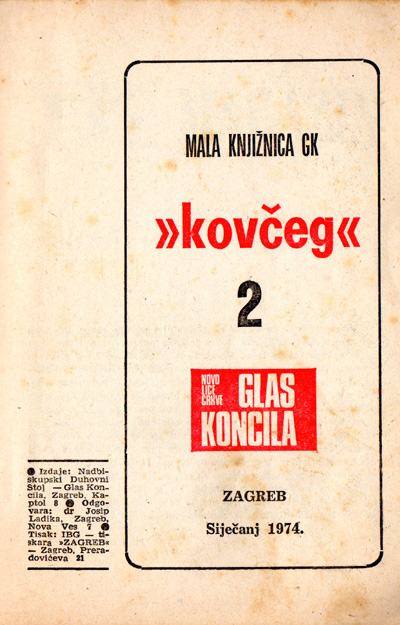 MALA KNJIŽNICA GK
»kovčeg«
2
NOVO
LICE
CRKVE
GLAS
KONCILA
ZAGREB
Siječanj 1974.
● Izdaje: Nadbi-
skupski Duhovni
Stol — Glas Kon-
cila, Zagreb, Ka-
ptol 8 ● Odgo-
vara: dr Josip
Ladika, Zagreb,
Nova Ves 7 ●
Tisak: IBG — ti-
skara »ZAGREB«
— Zagreb, Prera-
dovićeva 21